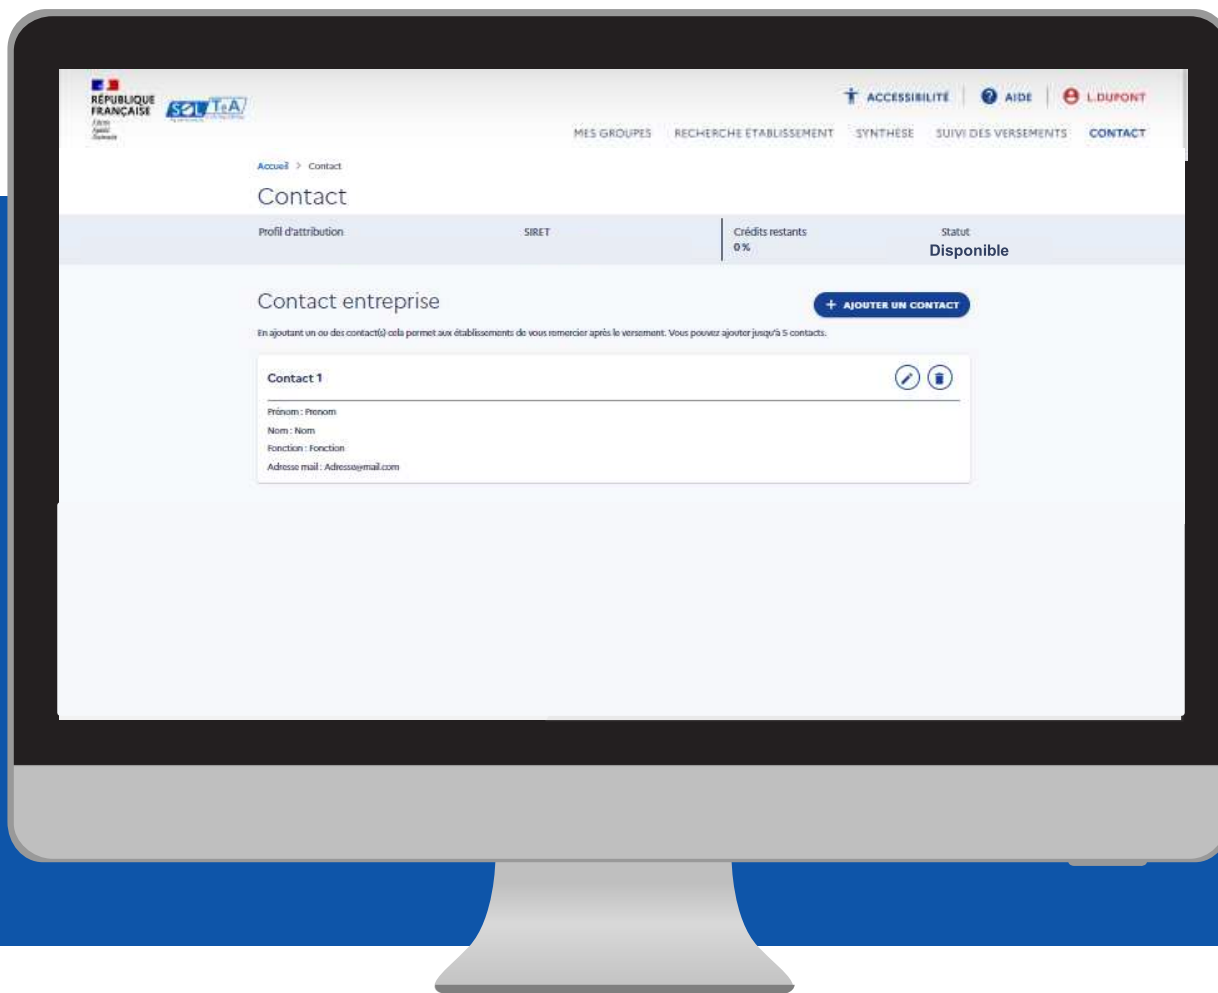 RÉPUBLIQUE
FRANÇAISE
SOLTéA
ACCESSIBILITÉ
AIDE
L.DUPONT
MES GROUPES
RECHERCHE ÉTABLISSEMENT
SYNTHÈSE
SUIVI DES VERSEMENTS
CONTACT
Accueil > Contact
Contact
Profil d'attribution
SIRET
Crédits restants
0 %
Statut
Disponible
Contact entreprise
+ AJOUTER UN CONTACT
En ajoutant un ou des contact(s) cela permet aux établissements de vous remercier après le versement. Vous pouvez ajouter jusqu'à 5 contacts.
Contact 1
Prénom : Prenom
Nom : Nom
Fonction : Fonction
Adresse mail : Adresse@mail.com